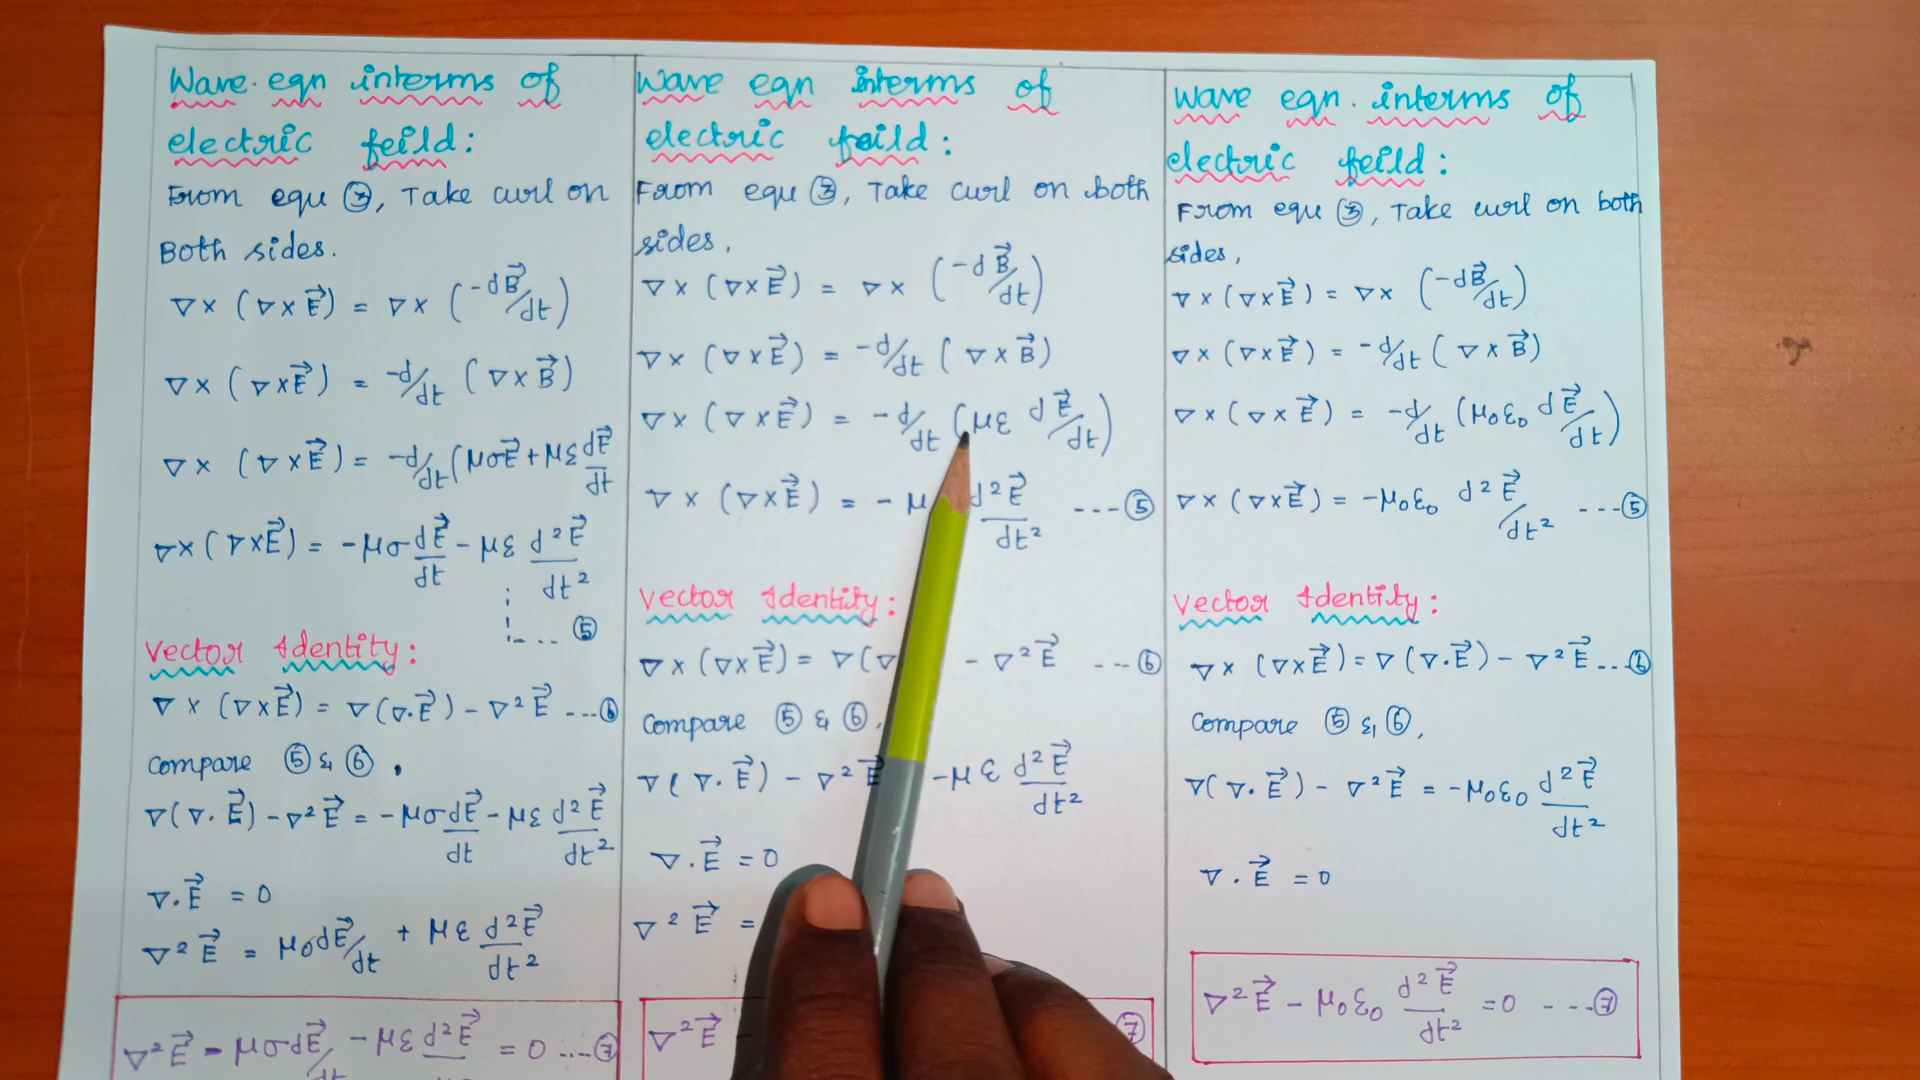 Wave. eqn interms of
electric feild:
From equ ③, Take curl on
Both sides.
∇ × (∇ × E⃗) = ∇ × (-dB⃗/dt)
∇ × (∇ × E⃗) = -d/dt (∇ × B⃗)
∇ × (∇ × E⃗) = -d/dt (μσE⃗ + με dE⃗/dt
∇ × (∇ × E⃗) = -μσ dE⃗/dt - με d²E⃗/dt²
---- ⑤
Vector Identity:
∇ × (∇ × E⃗) = ∇(∇.E⃗) - ∇²E⃗ ---⑥
Compare ⑤ & ⑥.
∇(∇.E⃗) - ∇²E⃗ = -μσ dE⃗/dt - με d²E⃗/dt²
∇.E⃗ = 0
∇²E⃗ = μσ dE⃗/dt + με d²E⃗/dt²
∇²E⃗ - μσ dE⃗/dt - με d²E⃗ = 0 ----⑦
Wave eqn interms of
electric feild:
From equ ③, Take curl on both
sides,
∇ × (∇ × E⃗) = ∇ × (-dB⃗/dt)
∇ × (∇ × E⃗) = -d/dt (∇ × B⃗)
∇ × (∇ × E⃗) = -d/dt (με dE⃗/dt)
∇ × (∇ × E⃗) = -μ d²E⃗/dt² ---⑤
Vector Identity:
∇ × (∇ × E⃗) = ∇(∇ - ∇²E⃗ ---⑥
Compare ⑤ & ⑥,
∇(∇.E⃗) - ∇²E⃗ -με d²E⃗/dt²
∇.E⃗ = 0
∇²E⃗ =
∇²E⃗ ⑦
Wave eqn. interms of
electric feild:
From equ ③, Take curl on both
sides,
∇ × (∇ × E⃗) = ∇ × (-dB⃗/dt)
∇ × (∇ × E⃗) = -d/dt (∇ × B⃗)
∇ × (∇ × E⃗) = -d/dt (μ₀ε₀ dE⃗/dt)
∇ × (∇ × E⃗) = -μ₀ε₀ d²E⃗/dt² ---⑤
Vector Identity:
∇ × (∇ × E⃗) = ∇(∇.E⃗) - ∇²E⃗ ---⑥
Compare ⑤ & ⑥,
∇(∇.E⃗) - ∇²E⃗ = -μ₀ε₀ d²E⃗/dt²
∇.E⃗ = 0
∇²E⃗ - μ₀ε₀ d²E⃗/dt² = 0 ---⑦